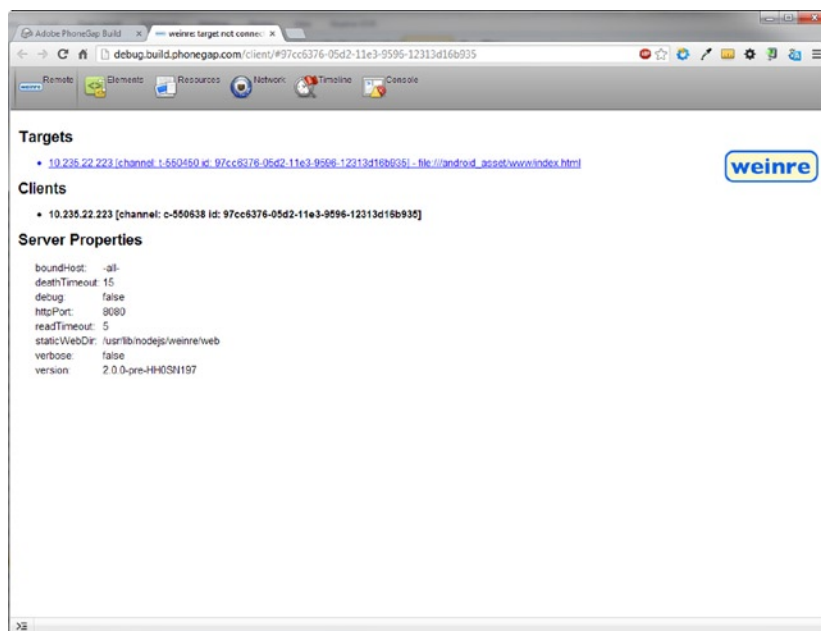 Adobe PhoneGap Build
weinre: target not connec
debug.build.phonegap.com/client/#97cc6376-05d2-11e3-9596-12313d16b935
Remote Elements Resources Network Timeline Console
Targets
10.235.22.223 [channel: t-550450 id: 97cc6376-05d2-11e3-9596-12313d16b935] - file:///android_asset/www/index.html
weinre
Clients
10.235.22.223 [channel: c-550638 id: 97cc6376-05d2-11e3-9596-12313d16b935]
Server Properties
boundHost: -all-
deathTimeout: 15
debug: false
httpPort: 8080
readTimeout: 5
staticWebDir: /usr/lib/nodejs/weinre/web
verbose: false
version: 2.0.0-pre-HH0SN197